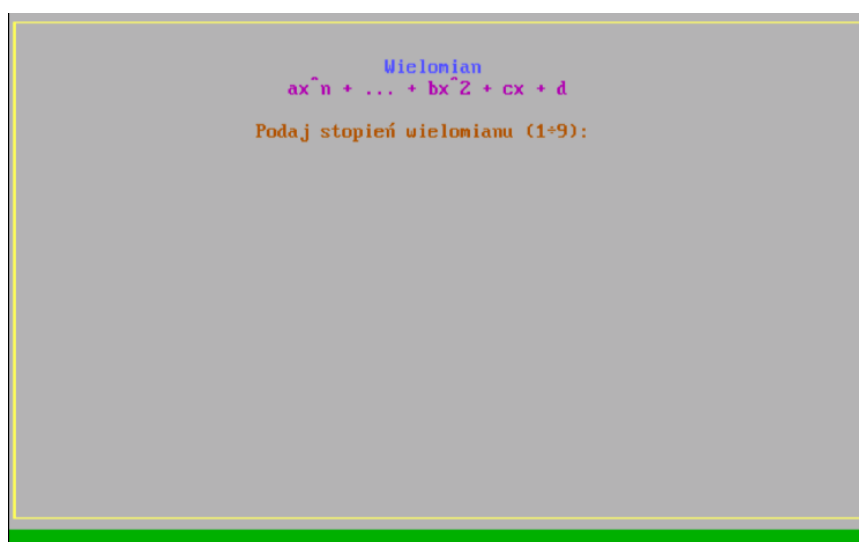 Wielomian
ax^n + ... + bx^2 + cx + d
Podaj stopień wielomianu (1÷9):